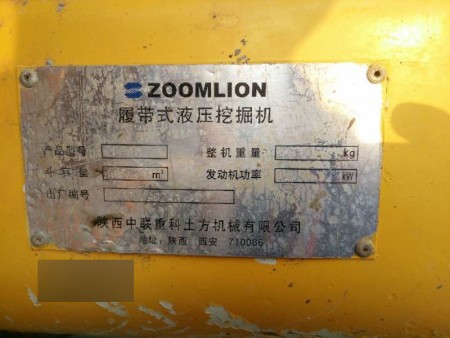 ZOOMLION
履带式液压挖掘机
产品型号 整机重量 kg
斗容量 m³ 发动机功率 kW
出厂编号
陕西中联重科土方机械有限公司
地址: 陕西 西安 710086